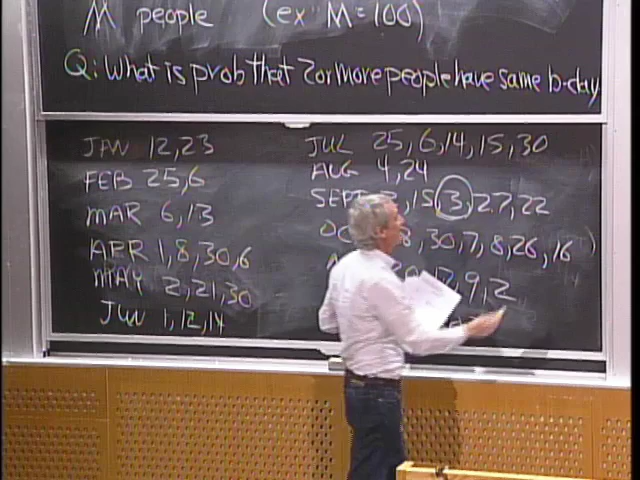 M people (ex M=100)
Q: What is prob that 2 or more people have same b-day
JAN 12,23
FEB 25,6
MAR 6,13
APR 1,8,30,6
MAY 2,21,30
JUN 1,12,14
JUL 25,6,14,15,30
AUG 4,24
SEPT 3,15 3,27,22
8,30,7,8,26,16
9,2